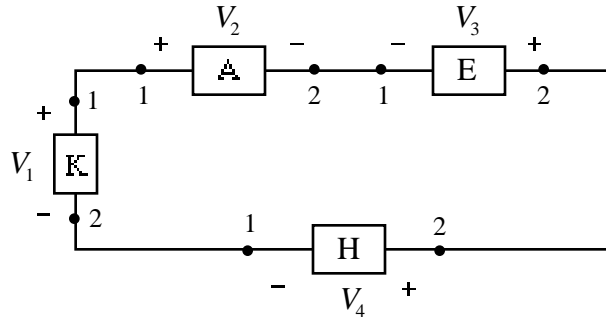 V₂
V₃
+ A −
− E +
1 2 1 2
1
+
V₁ K
−
2
1 2
H
− +
V₄